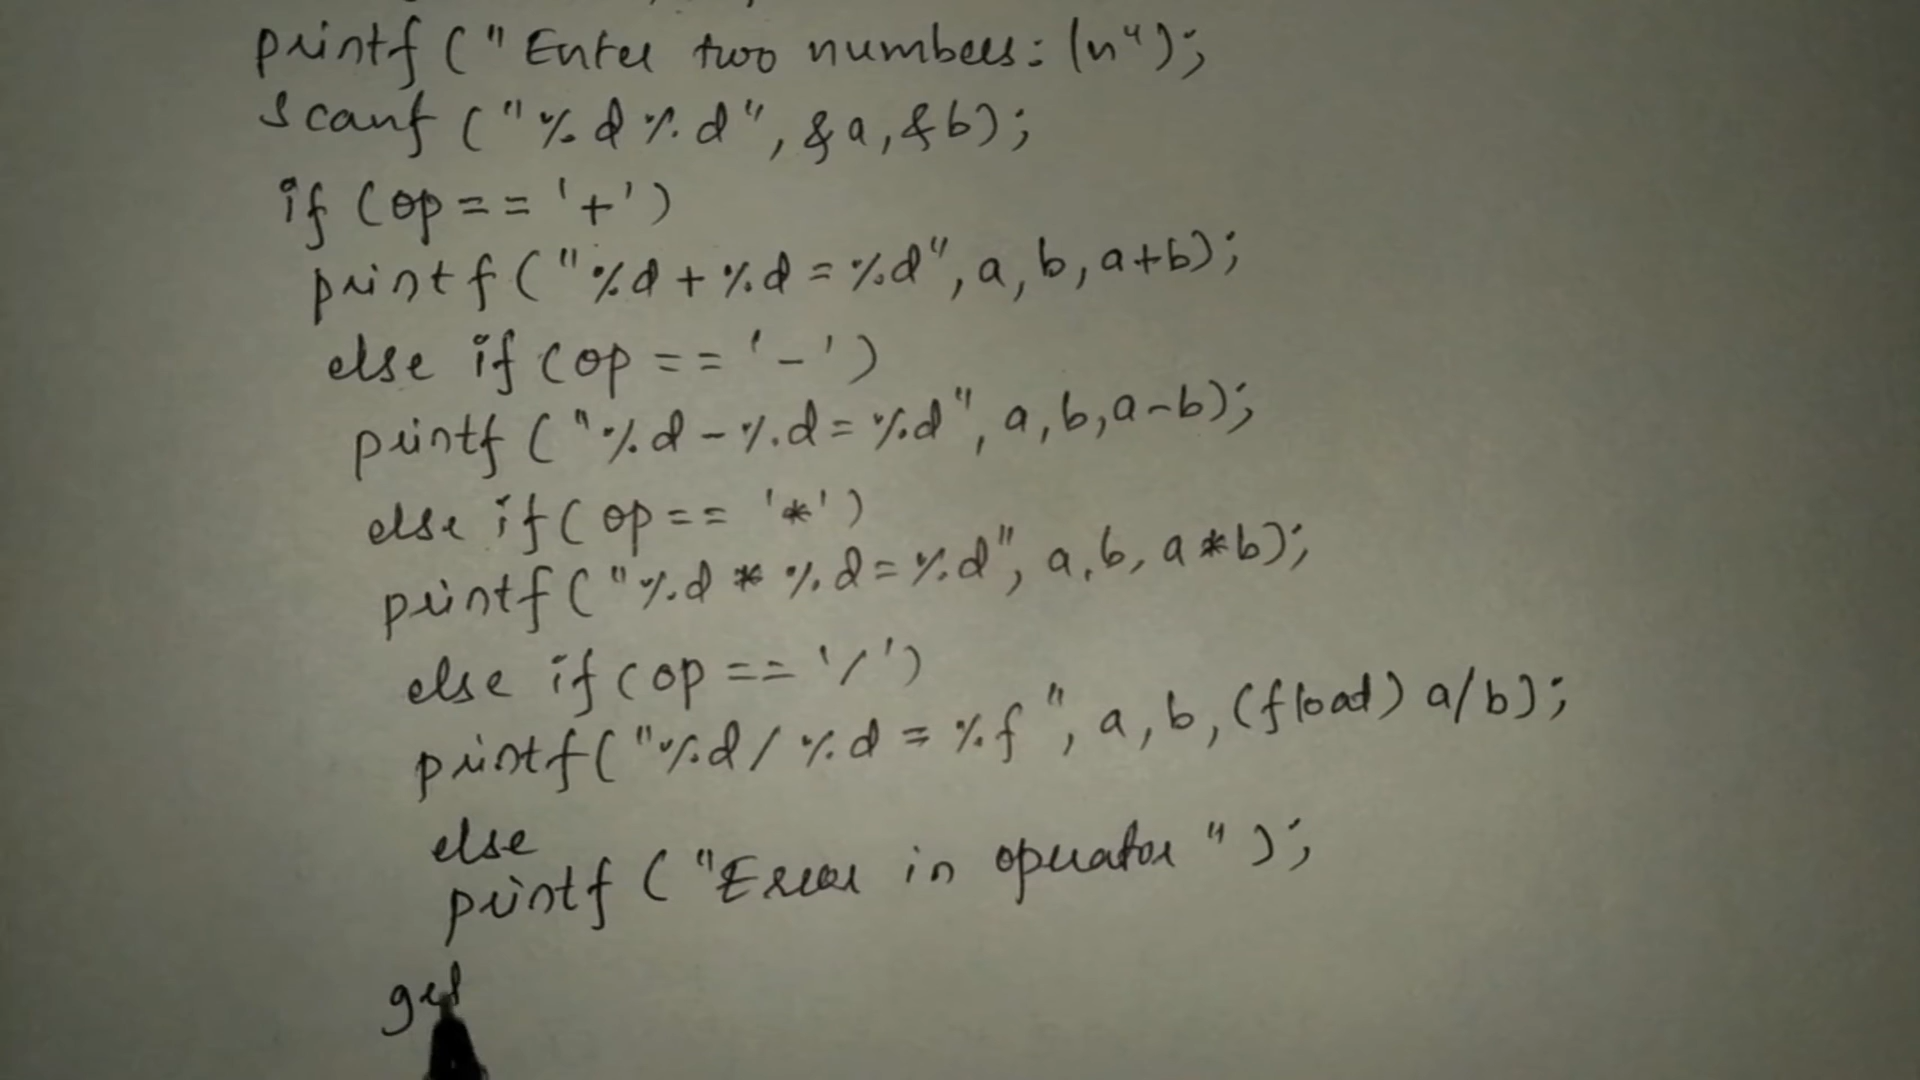 printf ("Enter two numbers: \n");
scanf ("%d %d", &a, &b);
if (op == '+')
printf ("%d + %d = %d", a, b, a+b);
else if (op == '-')
printf ("%d - %d = %d", a, b, a-b);
else if (op == '*')
printf ("%d * %d = %d", a, b, a*b);
else if (op == '/')
printf ("%d / %d = %f", a, b, (float) a/b);
else
printf ("Error in operator");
get